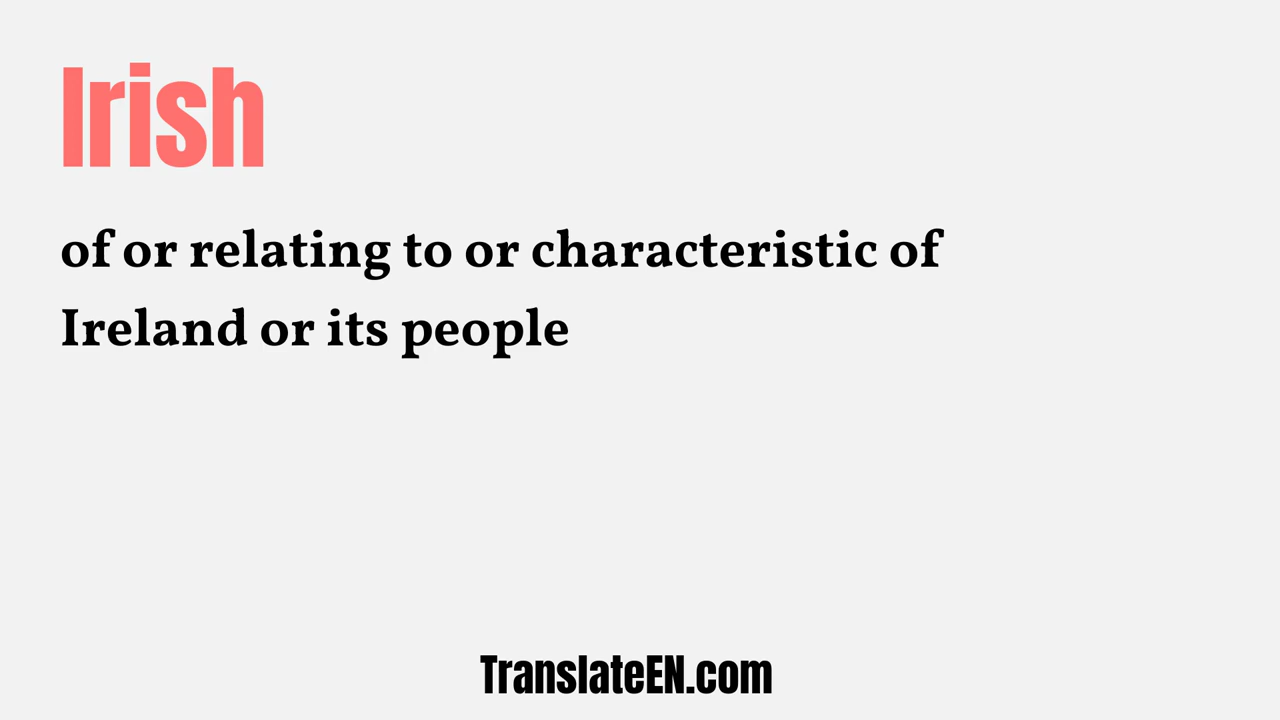 Irish
of or relating to or characteristic of
Ireland or its people
TranslateEN.com